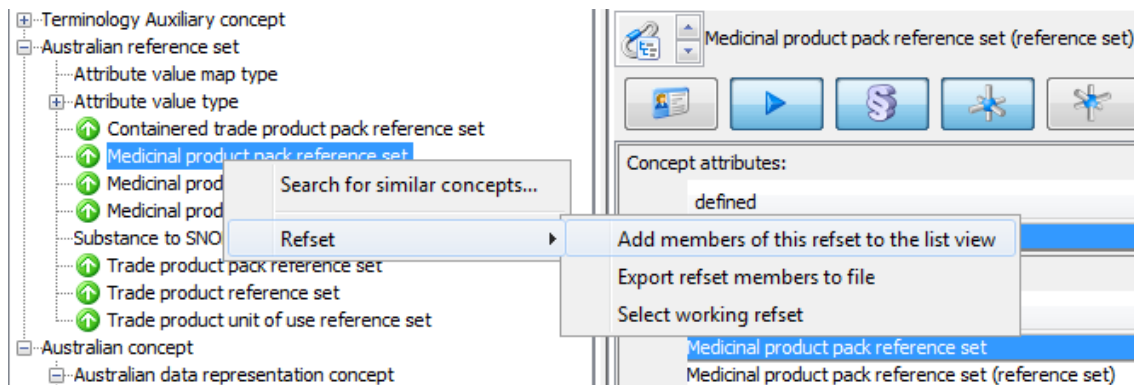 Terminology Auxiliary concept
Australian reference set
Attribute value map type
Attribute value type
Containered trade product pack reference set
Medicinal product pack reference set
Medicinal prod
Medicinal prod
Substance to SNO
Trade product pack reference set
Trade product reference set
Trade product unit of use reference set
Australian concept
Australian data representation concept
Search for similar concepts...
Refset
Add members of this refset to the list view
Export refset members to file
Select working refset
Medicinal product pack reference set (reference set)
Concept attributes:
defined
Medicinal product pack reference set
Medicinal product pack reference set (reference set)